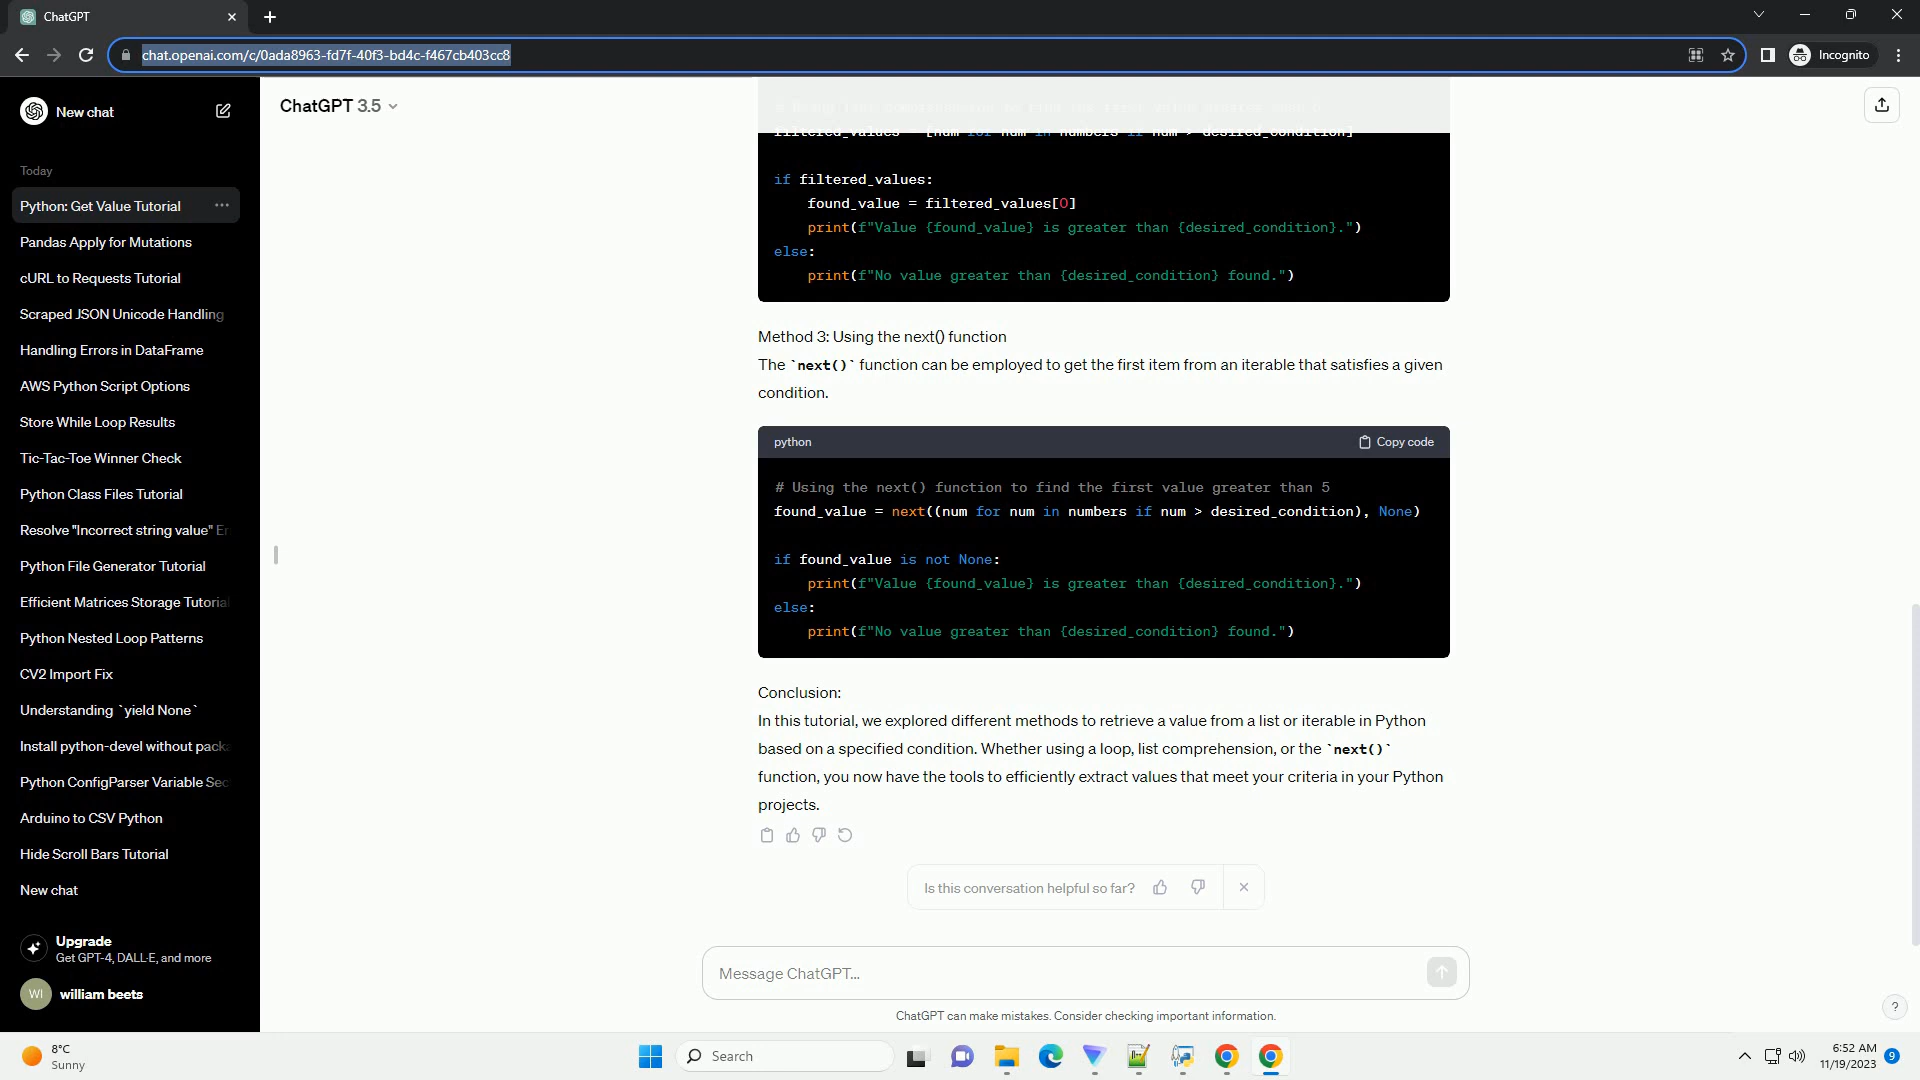 ChatGPT
chat.openai.com/c/0ada8963-fd7f-40f3-bd4c-f467cb403cc8
Incognito
New chat
ChatGPT 3.5
Today
Python: Get Value Tutorial
Pandas Apply for Mutations
cURL to Requests Tutorial
Scraped JSON Unicode Handling
Handling Errors in DataFrame
AWS Python Script Options
Store While Loop Results
Tic-Tac-Toe Winner Check
Python Class Files Tutorial
Resolve "Incorrect string value" Er
Python File Generator Tutorial
Efficient Matrices Storage Tutorial
Python Nested Loop Patterns
CV2 Import Fix
Understanding `yield None`
Install python-devel without packa
Python ConfigParser Variable Sec
Arduino to CSV Python
Hide Scroll Bars Tutorial
New chat
Upgrade
Get GPT-4, DALL·E, and more
WI
william beets
filtered_values = [num for num in numbers if num > desired_condition]
if filtered_values:
found_value = filtered_values[0]
print(f"Value {found_value} is greater than {desired_condition}.")
else:
print(f"No value greater than {desired_condition} found.")
Method 3: Using the next() function
The `next()` function can be employed to get the first item from an iterable that satisfies a given
condition.
python
Copy code
# Using the next() function to find the first value greater than 5
found_value = next((num for num in numbers if num > desired_condition), None)
if found_value is not None:
print(f"Value {found_value} is greater than {desired_condition}.")
else:
print(f"No value greater than {desired_condition} found.")
Conclusion:
In this tutorial, we explored different methods to retrieve a value from a list or iterable in Python
based on a specified condition. Whether using a loop, list comprehension, or the `next()`
function, you now have the tools to efficiently extract values that meet your criteria in your Python
projects.
Is this conversation helpful so far?
Message ChatGPT...
ChatGPT can make mistakes. Consider checking important information.
?
8°C
Sunny
Search
6:52 AM
11/19/2023
9